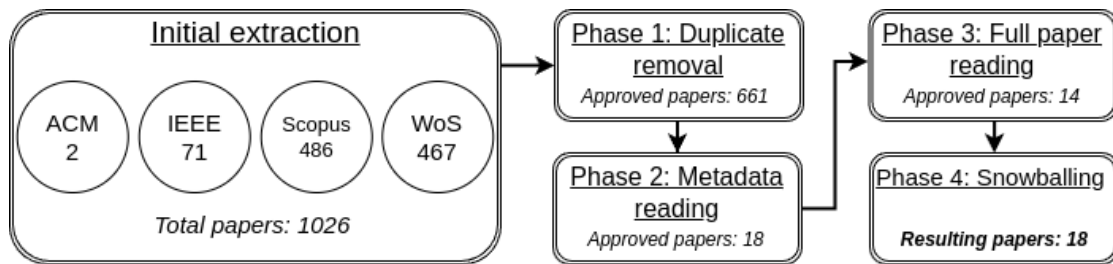 Initial extraction
ACM
2
IEEE
71
Scopus
486
WoS
467
Total papers: 1026
Phase 1: Duplicate
removal
Approved papers: 661
Phase 2: Metadata
reading
Approved papers: 18
Phase 3: Full paper
reading
Approved papers: 14
Phase 4: Snowballing
Resulting papers: 18